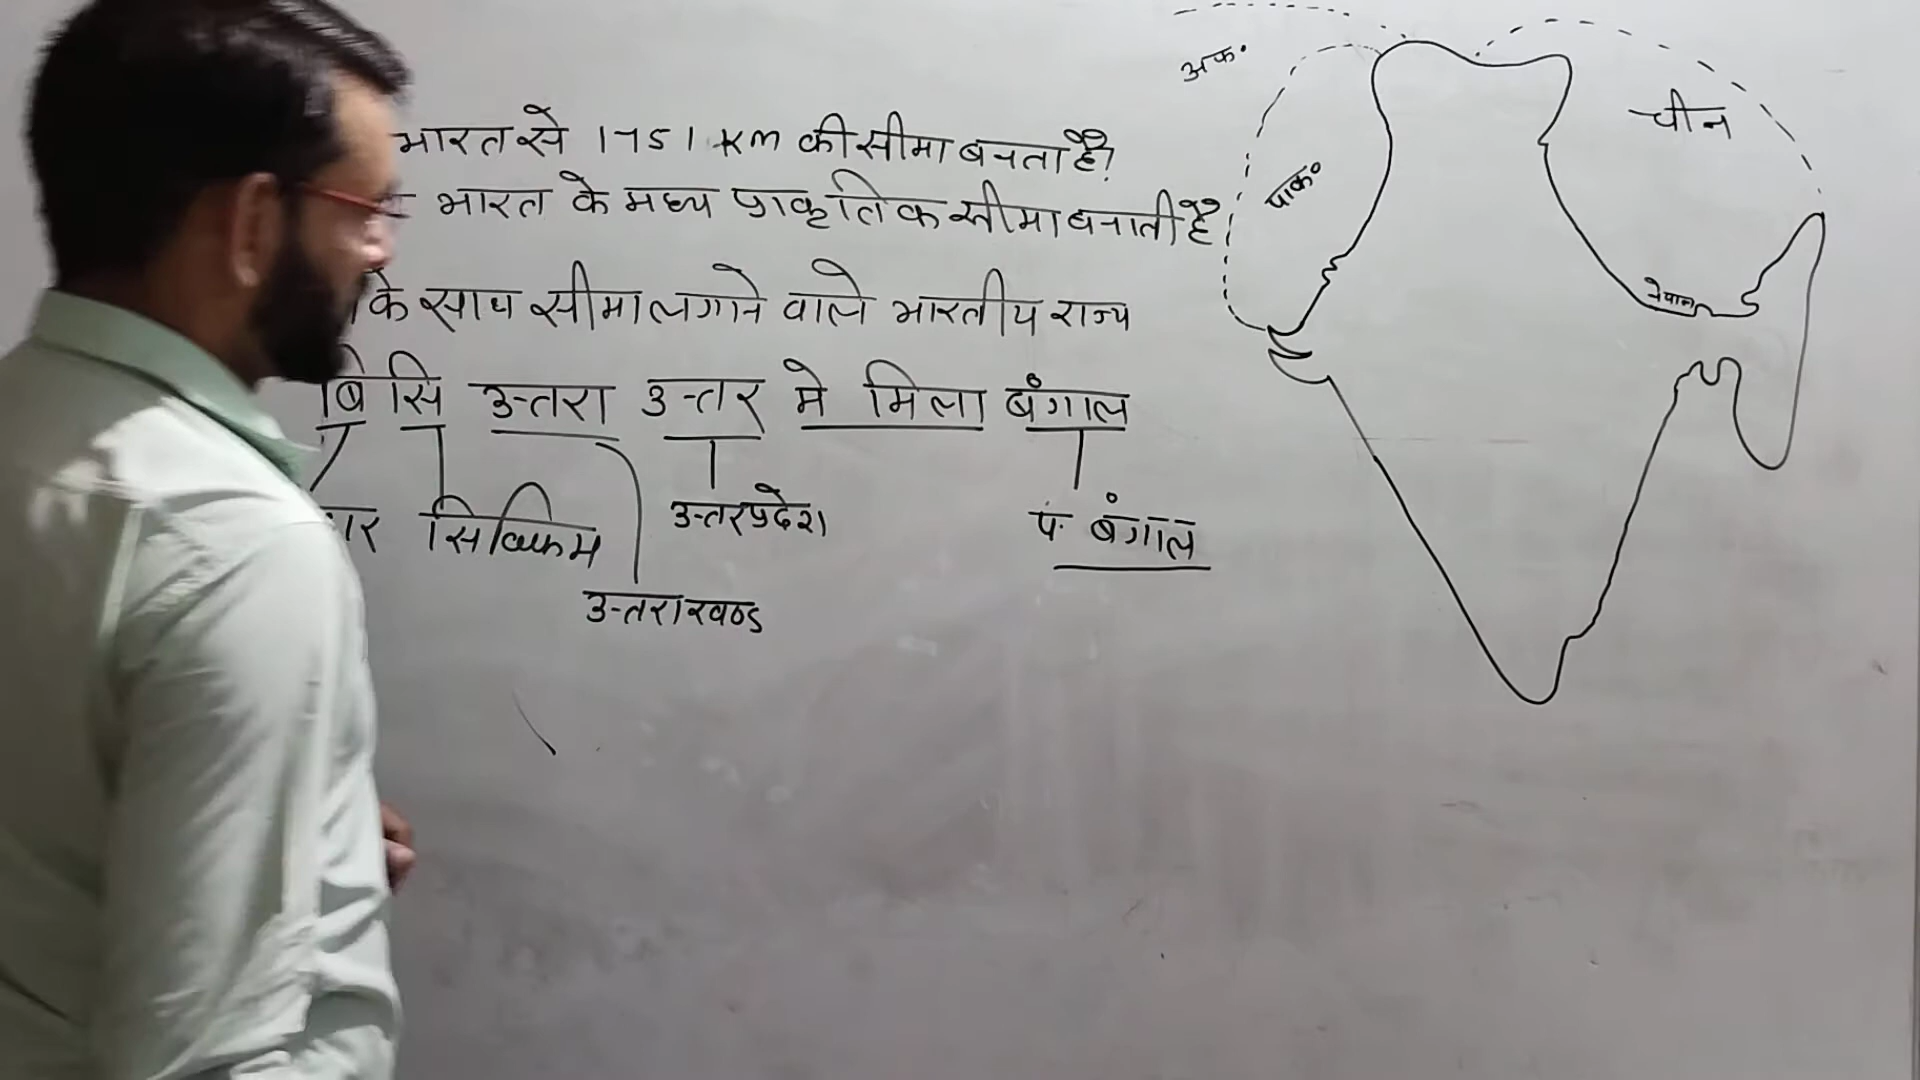 भारत से 1751 km की सीमा बनता है?
भारत के मध्य प्राकृतिक सीमा बनाती है
के साथ सीमा लगाने वाले भारतीय राज्य
बि सि उत्तरा उत्तर मे मिला बंगाल
सिक्किम उत्तरप्रदेश प. बंगाल
उत्तराखण्ड
अफ॰
पाक॰
चीन
नेपाल